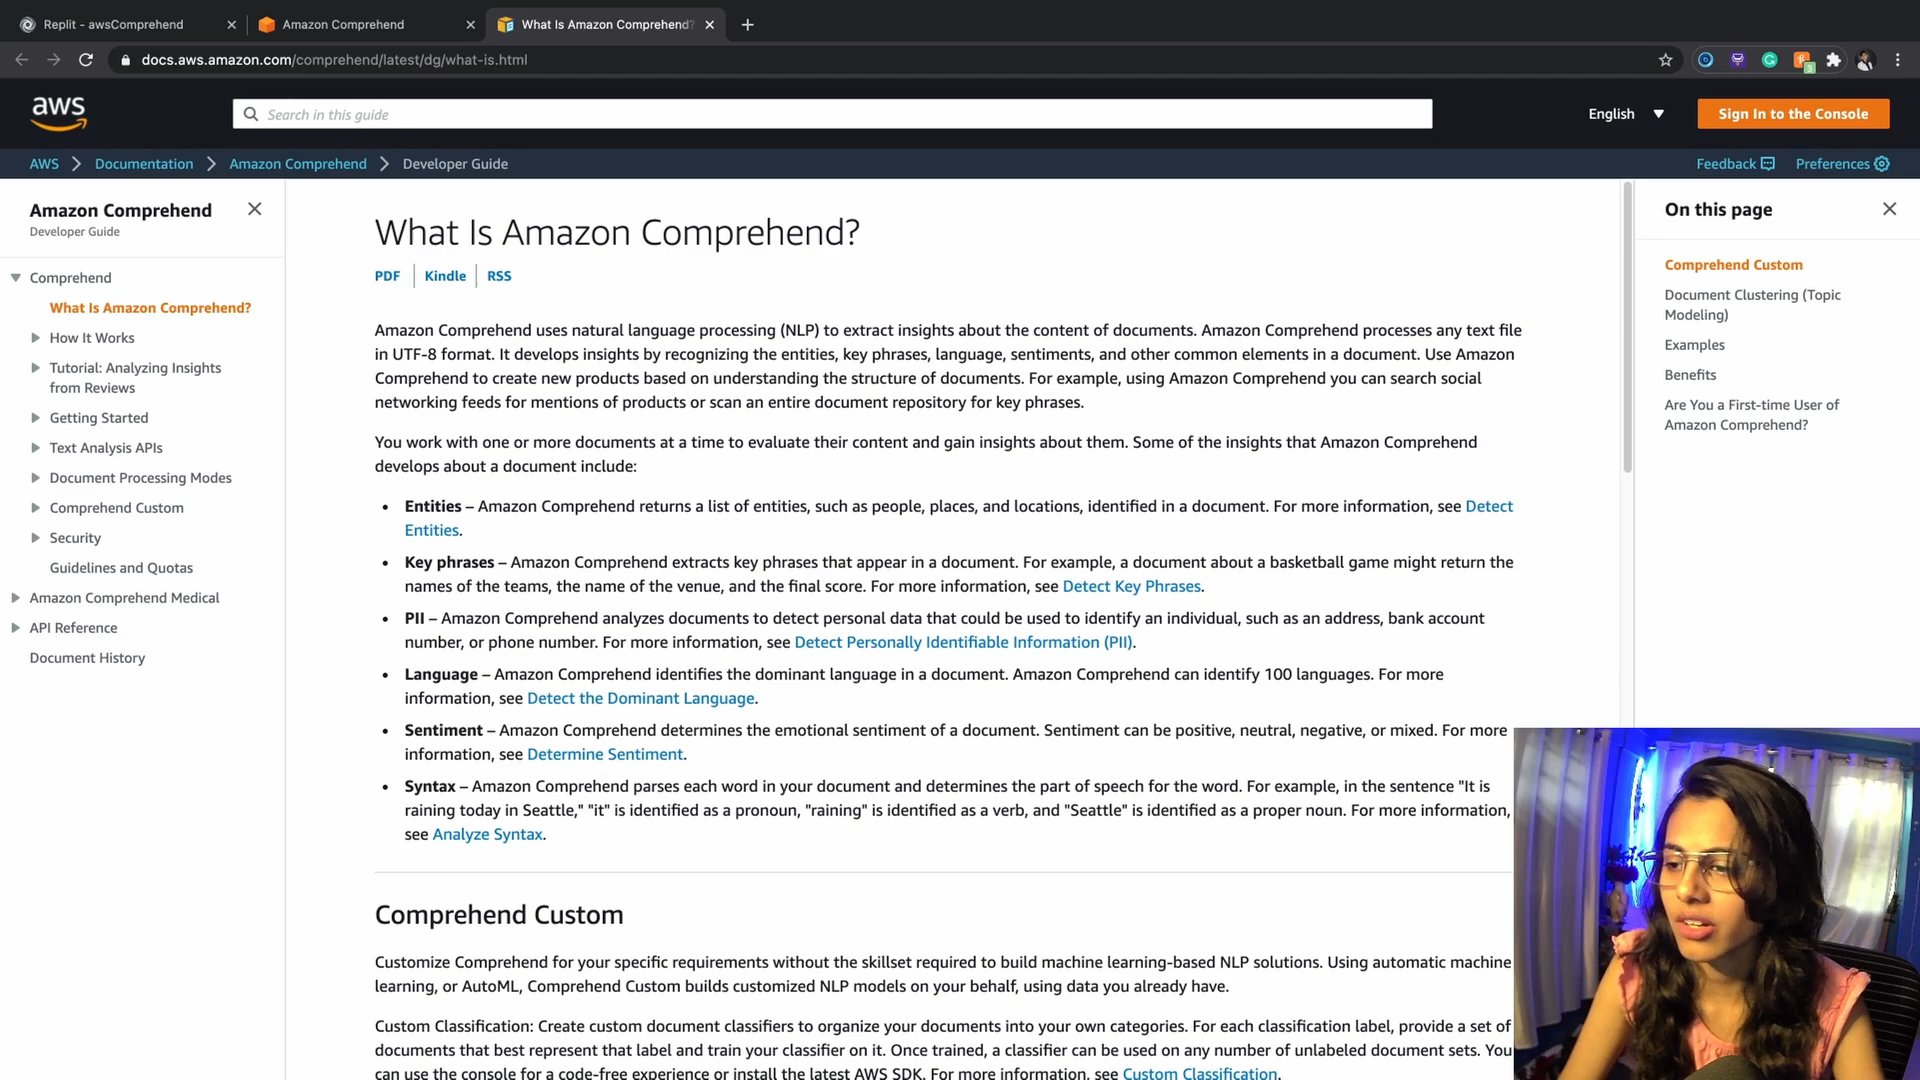 Replit - awsComprehend
Amazon Comprehend
What Is Amazon Comprehend?
docs.aws.amazon.com/comprehend/latest/dg/what-is.html
3
aws
Search in this guide
English
Sign In to the Console
AWS
Documentation
Amazon Comprehend
Developer Guide
Feedback
Preferences
Amazon Comprehend
Developer Guide
Comprehend
What Is Amazon Comprehend?
How It Works
Tutorial: Analyzing Insights
from Reviews
Getting Started
Text Analysis APIs
Document Processing Modes
Comprehend Custom
Security
Guidelines and Quotas
Amazon Comprehend Medical
API Reference
Document History
What Is Amazon Comprehend?
PDF
Kindle
RSS
Amazon Comprehend uses natural language processing (NLP) to extract insights about the content of documents. Amazon Comprehend processes any text file
in UTF-8 format. It develops insights by recognizing the entities, key phrases, language, sentiments, and other common elements in a document. Use Amazon
Comprehend to create new products based on understanding the structure of documents. For example, using Amazon Comprehend you can search social
networking feeds for mentions of products or scan an entire document repository for key phrases.
You work with one or more documents at a time to evaluate their content and gain insights about them. Some of the insights that Amazon Comprehend
develops about a document include:
• Entities – Amazon Comprehend returns a list of entities, such as people, places, and locations, identified in a document. For more information, see Detect
Entities.
• Key phrases – Amazon Comprehend extracts key phrases that appear in a document. For example, a document about a basketball game might return the
names of the teams, the name of the venue, and the final score. For more information, see Detect Key Phrases.
• PII – Amazon Comprehend analyzes documents to detect personal data that could be used to identify an individual, such as an address, bank account
number, or phone number. For more information, see Detect Personally Identifiable Information (PII).
• Language – Amazon Comprehend identifies the dominant language in a document. Amazon Comprehend can identify 100 languages. For more
information, see Detect the Dominant Language.
• Sentiment – Amazon Comprehend determines the emotional sentiment of a document. Sentiment can be positive, neutral, negative, or mixed. For more
information, see Determine Sentiment.
• Syntax – Amazon Comprehend parses each word in your document and determines the part of speech for the word. For example, in the sentence "It is
raining today in Seattle," "it" is identified as a pronoun, "raining" is identified as a verb, and "Seattle" is identified as a proper noun. For more information,
see Analyze Syntax.
Comprehend Custom
Customize Comprehend for your specific requirements without the skillset required to build machine learning-based NLP solutions. Using automatic machine
learning, or AutoML, Comprehend Custom builds customized NLP models on your behalf, using data you already have.
Custom Classification: Create custom document classifiers to organize your documents into your own categories. For each classification label, provide a set of
documents that best represent that label and train your classifier on it. Once trained, a classifier can be used on any number of unlabeled document sets. You
can use the console for a code-free experience or install the latest AWS SDK. For more information, see Custom Classification.
On this page
Comprehend Custom
Document Clustering (Topic
Modeling)
Examples
Benefits
Are You a First-time User of
Amazon Comprehend?